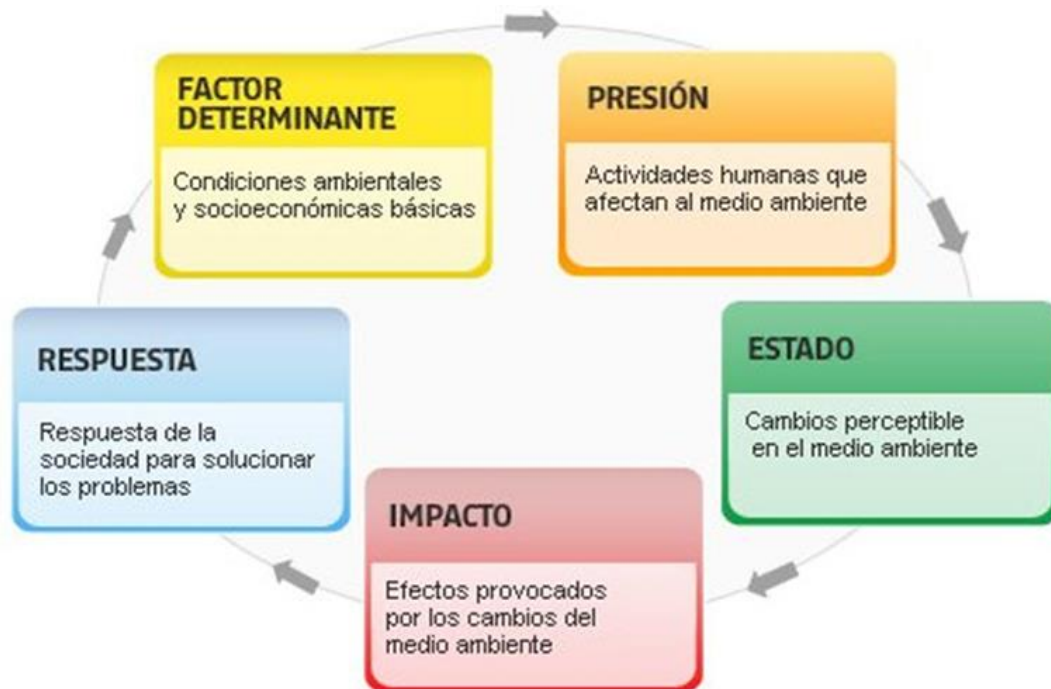 FACTOR
DETERMINANTE
Condiciones ambientales
y socioeconómicas básicas
PRESIÓN
Actividades humanas que
afectan al medio ambiente
ESTADO
Cambios perceptible
en el medio ambiente
IMPACTO
Efectos provocados
por los cambios del
medio ambiente
RESPUESTA
Respuesta de la
sociedad para solucionar
los problemas